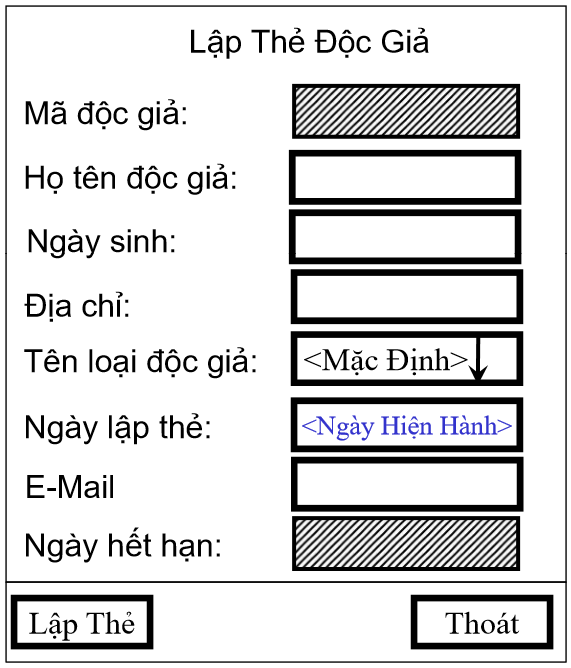 Lập Thẻ Độc Giả
Mã độc giả:
Họ tên độc giả:
Ngày sinh:
Địa chỉ:
Tên loại độc giả: <Mặc Định>
Ngày lập thẻ: <Ngày Hiện Hành>
E-Mail
Ngày hết hạn:
Lập Thẻ Thoát